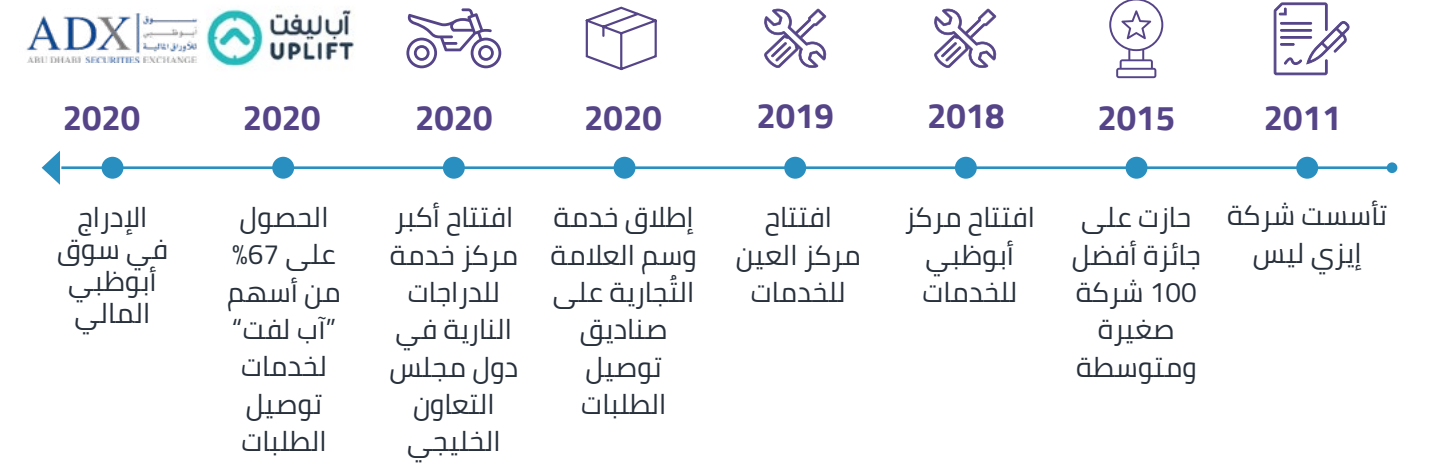 2011
تأسست شركة
إيزي ليس
2015
حازت على
جائزة أفضل
100 شركة
صغيرة
ومتوسطة
2018
افتتاح مركز
أبوظبي
للخدمات
2019
افتتاح
مركز العين
للخدمات
2020
إطلاق خدمة
وسم العلامة
التُجارية على
صناديق
توصيل
الطلبات
2020
افتتاح أكبر
مركز خدمة
للدراجات
النارية في
دول مجلس
التعاون
الخليجي
آب ليفت
UPLIFT
2020
الحصول
على 67%
من أسهم
”آب لفت“
لخدمات
توصيل
الطلبات
ADX
سوق
أبوظبي
للأوراق المالية
ABU DHABI SECURITIES EXCHANGE
2020
الإدراج
في سوق
أبوظبي
المالي